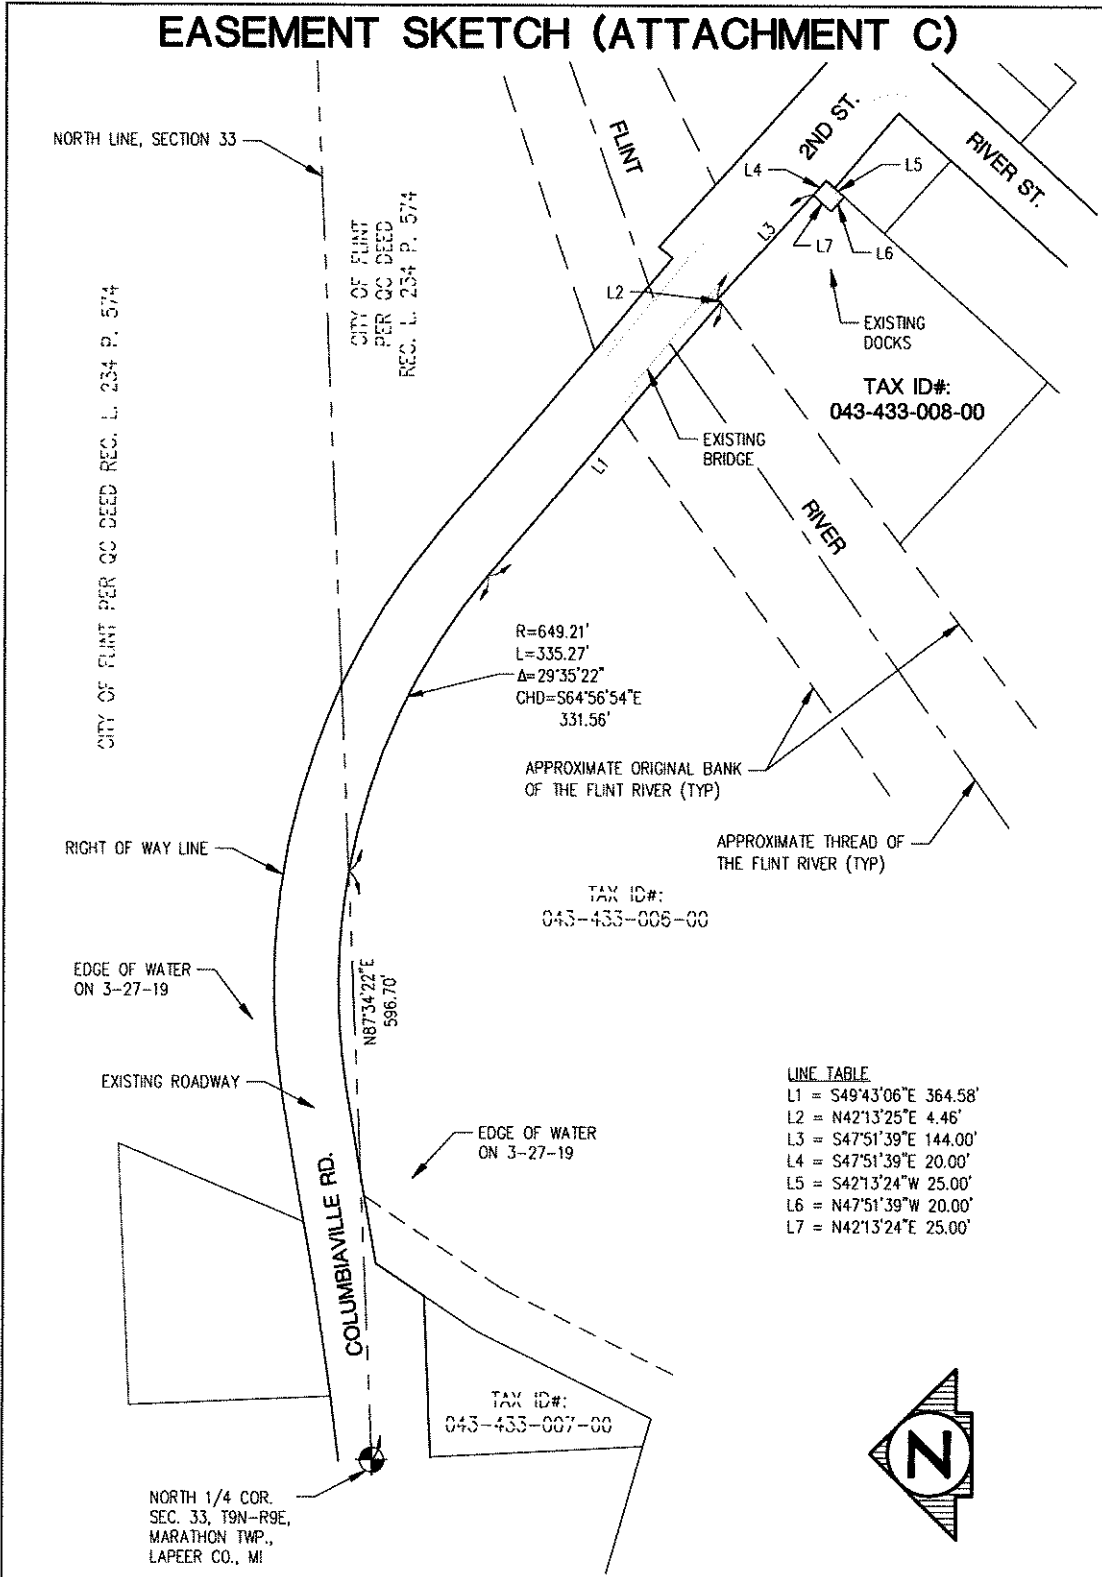 EASEMENT SKETCH (ATTACHMENT C)
NORTH LINE, SECTION 33
CITY OF FLINT PER QC DEED REC. L. 234 P. 574
CITY OF FLINT
PER QC DEED
REC. L. 234 P. 574
FLINT
2ND ST.
RIVER ST.
L4
L5
L3
L7
L6
L2
EXISTING
DOCKS
TAX ID#:
043-433-008-00
EXISTING
BRIDGE
L1
RIVER
R=649.21'
L=335.27'
Δ=29°35'22"
CHD=S64°56'54"E
331.56'
APPROXIMATE ORIGINAL BANK
OF THE FLINT RIVER (TYP)
APPROXIMATE THREAD OF
THE FLINT RIVER (TYP)
RIGHT OF WAY LINE
TAX ID#:
043-433-006-00
EDGE OF WATER
ON 3-27-19
N87°34'22"E
596.70'
EXISTING ROADWAY
EDGE OF WATER
ON 3-27-19
COLUMBIAVILLE RD.
LINE TABLE
L1 = S49°43'06"E 364.58'
L2 = N42°13'25"E 4.46'
L3 = S47°51'39"E 144.00'
L4 = S47°51'39"E 20.00'
L5 = S42°13'24"W 25.00'
L6 = N47°51'39"W 20.00'
L7 = N42°13'24"E 25.00'
TAX ID#:
043-433-007-00
NORTH 1/4 COR.
SEC. 33, T9N-R9E,
MARATHON TWP.,
LAPEER CO., MI
N